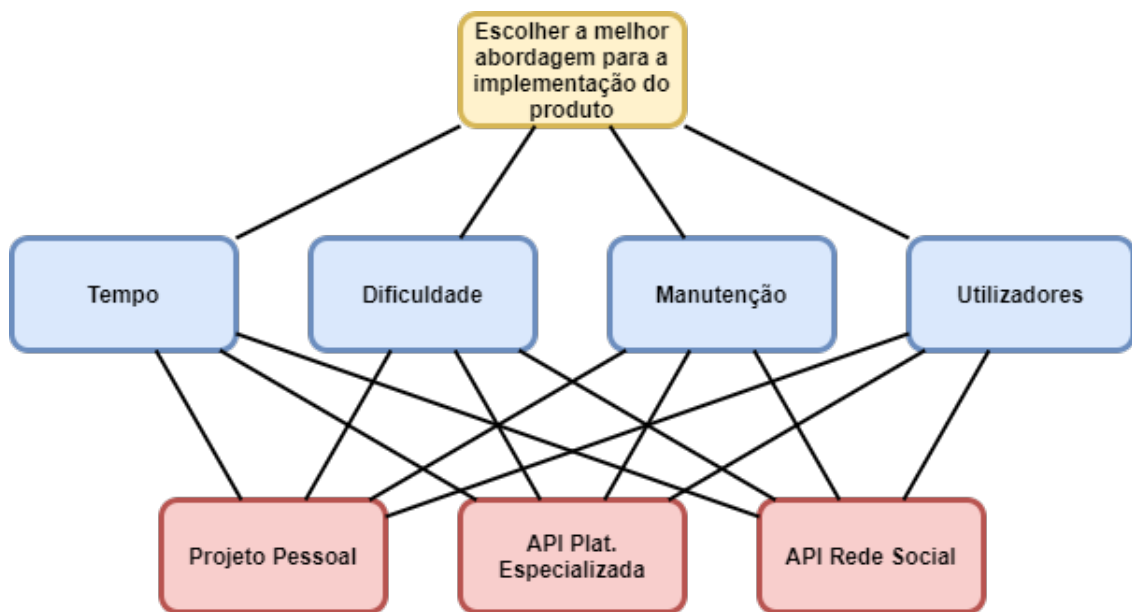 Escolher a melhor
abordagem para a
implementação do
produto
Tempo
Dificuldade
Manutenção
Utilizadores
Projeto Pessoal
API Plat.
Especializada
API Rede Social